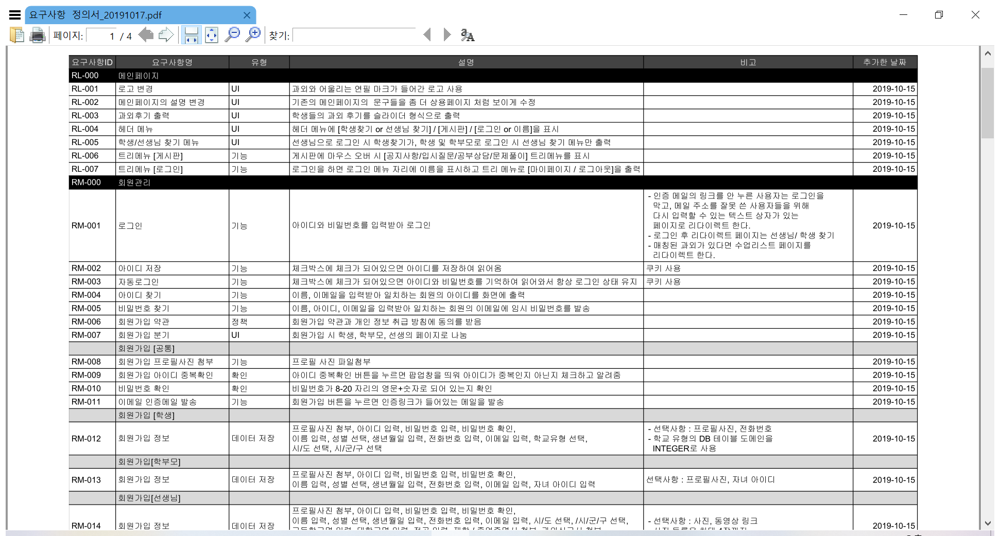 요구사항 정의서_20191017.pdf
페이지: 1 / 4 찾기:
요구사항ID 요구사항명 유형 설명 비고 추가한 날짜
RL-000 메인페이지
RL-001 로고 변경 UI 과외와 어울리는 연필 마크가 들어간 로고 사용 2019-10-15
RL-002 메인페이지의 설명 변경 UI 기존의 메인페이지의 문구들을 좀 더 상용페이지 처럼 보이게 수정 2019-10-15
RL-003 과외후기 출력 UI 학생들의 과외 후기를 슬라이더 형식으로 출력 2019-10-15
RL-004 헤더 메뉴 UI 헤더 메뉴에 [학생찾기 or 선생님 찾기] / [게시판] / [로그인 or 이름]을 표시 2019-10-15
RL-005 학생/선생님 찾기 메뉴 UI 선생님으로 로그인 시 학생찾기가, 학생 및 학부모로 로그인 시 선생님 찾기 메뉴만 출력 2019-10-15
RL-006 트리메뉴 [게시판] 기능 게시판에 마우스 오버 시 [공지사항/입시질문/공부상담/문제풀이] 트리메뉴를 표시 2019-10-15
RL-007 트리메뉴 [로그인] 기능 로그인을 하면 로그인 메뉴 자리에 이름을 표시하고 트리 메뉴로 [마이페이지 / 로그아웃]을 출력 2019-10-15
RM-000 회원관리
RM-001 로그인 기능 아이디와 비밀번호를 입력받아 로그인
- 인증 메일의 링크를 안 누른 사용자는 로그인을
막고, 메일 주소를 잘못 쓴 사용자들을 위해
다시 입력할 수 있는 텍스트 상자가 있는
페이지로 리다이렉트 한다.
- 로그인 후 리다이렉트 페이지는 선생님/ 학생 찾기
- 매칭된 과외가 있다면 수업리스트 페이지를
리다이렉트 한다.
2019-10-15
RM-002 아이디 저장 기능 체크박스에 체크가 되어있으면 아이디를 저장하여 읽어옴 쿠키 사용 2019-10-15
RM-003 자동로그인 기능 체크박스에 체크가 되어있으면 아이디와 비밀번호를 기억하여 읽어와서 항상 로그인 상태 유지 쿠키 사용 2019-10-15
RM-004 아이디 찾기 기능 이름, 이메일을 입력받아 일치하는 회원의 아이디를 화면에 출력 2019-10-15
RM-005 비밀번호 찾기 기능 이름, 아이디, 이메일을 입력받아 일치하는 회원의 이메일에 임시 비밀번호를 발송 2019-10-15
RM-006 회원가입 약관 정책 회원가입 약관과 개인 정보 취급 방침에 동의를 받음 2019-10-15
RM-007 회원가입 분기 UI 회원가입 시 학생, 학부모, 선생의 페이지로 나눔 2019-10-15
회원가입 [공통]
RM-008 회원가입 프로필사진 첨부 기능 프로필 사진 파일첨부 2019-10-15
RM-009 회원가입 아이디 중복확인 확인 아이디 중복확인 버튼을 누르면 팝업창을 띄워 아이디가 중복인지 아닌지 체크하고 알려줌 2019-10-15
RM-010 비밀번호 확인 확인 비밀번호가 8-20 자리의 영문+숫자로 되어 있는지 확인 2019-10-15
RM-011 이메일 인증메일 발송 기능 회원가입 버튼을 누르면 인증링크가 들어있는 메일을 발송 2019-10-15
회원가입 [학생]
RM-012 회원가입 정보 데이터 저장
프로필사진 첨부, 아이디 입력, 비밀번호 입력, 비밀번호 확인,
이름 입력, 성별 선택, 생년월일 입력, 전화번호 입력, 이메일 입력, 학교유형 선택,
시/도 선택, 시/군/구 선택
- 선택사항 : 프로필사진, 전화번호
- 학교 유형의 DB 테이블 도메인을
INTEGER로 사용
2019-10-15
회원가입[학부모]
RM-013 회원가입 정보 데이터 저장
프로필사진 첨부, 아이디 입력, 비밀번호 입력, 비밀번호 확인,
이름 입력, 성별 선택, 생년월일 입력, 전화번호 입력, 이메일 입력, 자녀 아이디 입력
선택사항 : 프로필사진, 자녀 아이디
2019-10-15
회원가입[선생님]
RM-014 회원가입 정보 데이터 저장
프로필사진 첨부, 아이디 입력, 비밀번호 입력, 비밀번호 확인,
이름 입력, 성별 선택, 생년월일 입력, 전화번호 입력, 이메일 입력, 시/도 선택, /시/군/구 선택,
- 선택사항 : 사진, 동영상 링크
2019-10-15